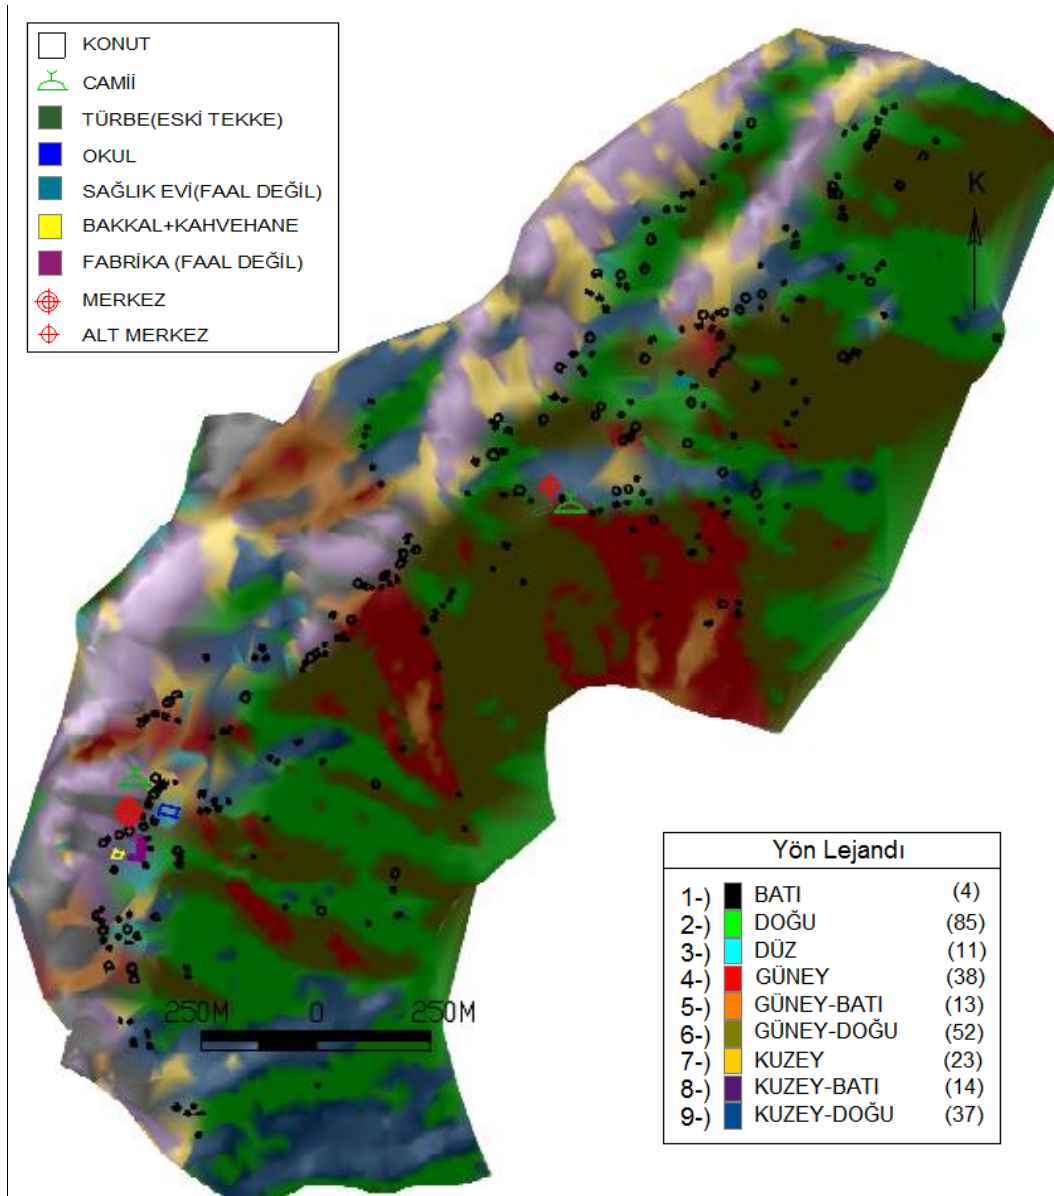 KONUT
CAMİİ
TÜRBE(ESKİ TEKKE)
OKUL
SAĞLIK EVİ(FAAL DEĞİL)
BAKKAL+KAHVEHANE
FABRİKA (FAAL DEĞİL)
MERKEZ
ALT MERKEZ
K
250M 0 250M
Yön Lejandı
1-) BATI (4)
2-) DOĞU (85)
3-) DÜZ (11)
4-) GÜNEY (38)
5-) GÜNEY-BATI (13)
6-) GÜNEY-DOĞU (52)
7-) KUZEY (23)
8-) KUZEY-BATI (14)
9-) KUZEY-DOĞU (37)